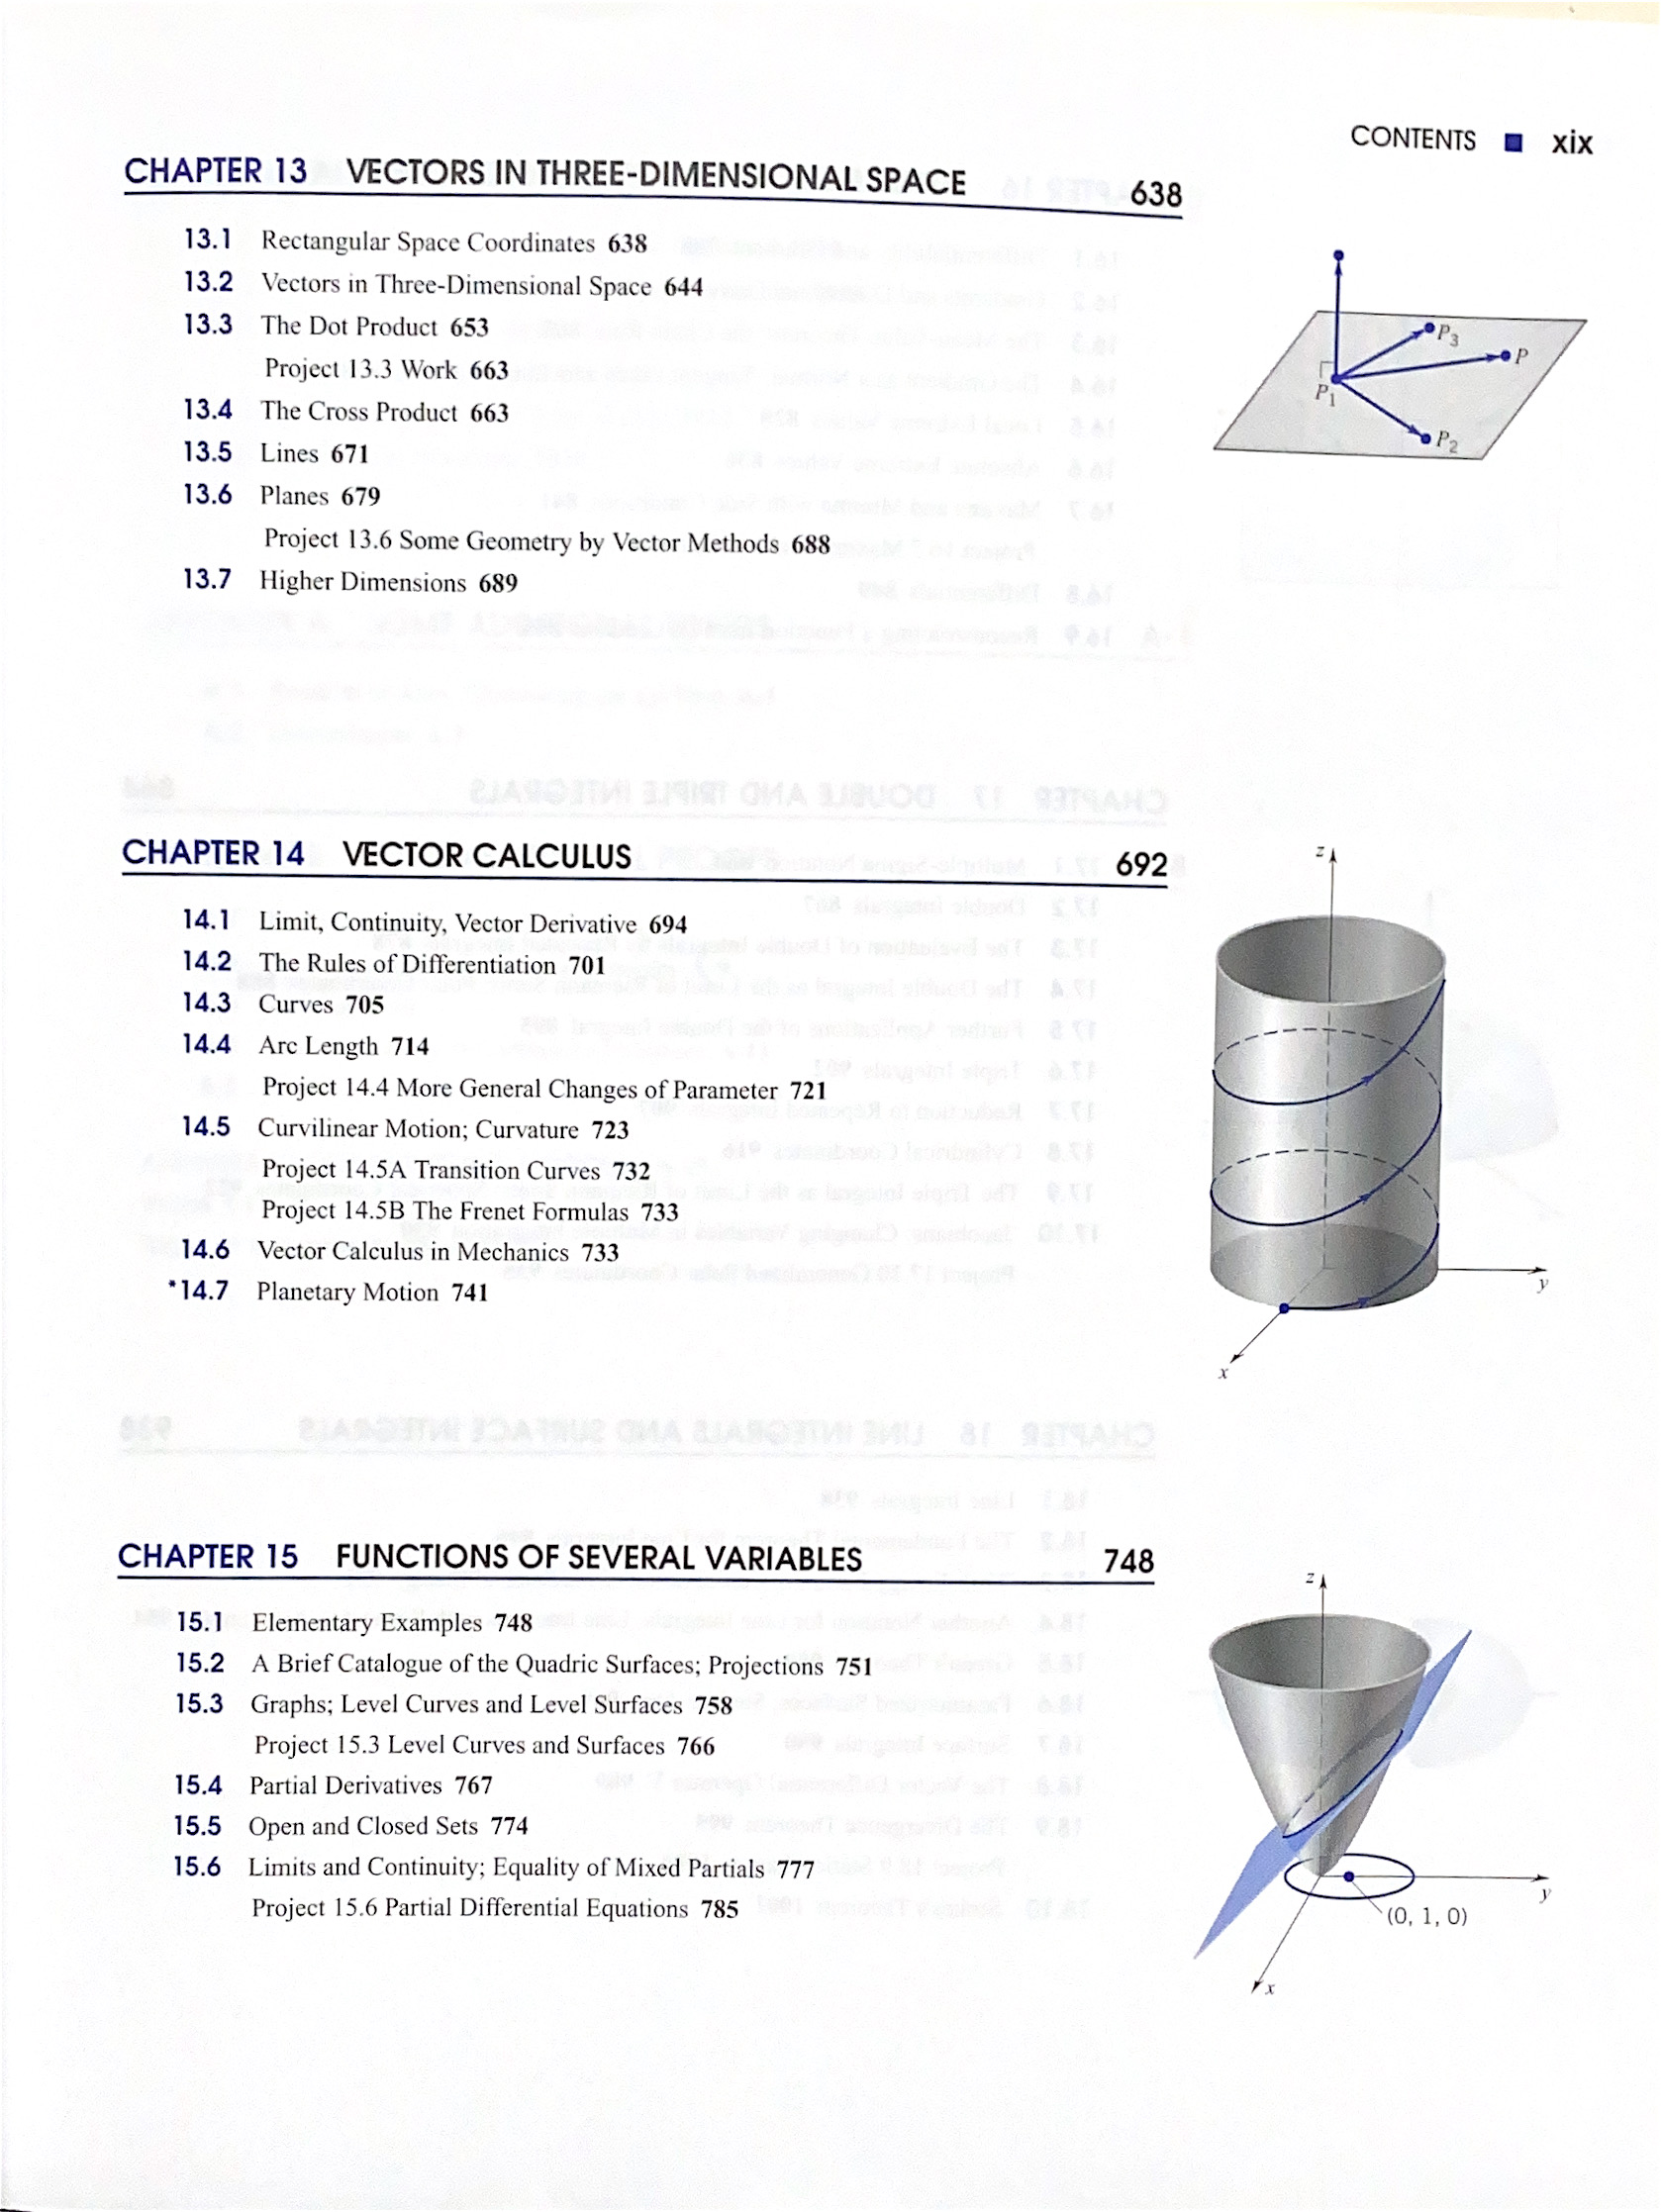 CONTENTS ■ xix
CHAPTER 13 VECTORS IN THREE-DIMENSIONAL SPACE 638
13.1 Rectangular Space Coordinates 638
13.2 Vectors in Three-Dimensional Space 644
13.3 The Dot Product 653
Project 13.3 Work 663
13.4 The Cross Product 663
13.5 Lines 671
13.6 Planes 679
Project 13.6 Some Geometry by Vector Methods 688
13.7 Higher Dimensions 689
P3
P
P1
P2
CHAPTER 14 VECTOR CALCULUS 692
14.1 Limit, Continuity, Vector Derivative 694
14.2 The Rules of Differentiation 701
14.3 Curves 705
14.4 Arc Length 714
Project 14.4 More General Changes of Parameter 721
14.5 Curvilinear Motion; Curvature 723
Project 14.5A Transition Curves 732
Project 14.5B The Frenet Formulas 733
14.6 Vector Calculus in Mechanics 733
*14.7 Planetary Motion 741
z
y
x
CHAPTER 15 FUNCTIONS OF SEVERAL VARIABLES 748
15.1 Elementary Examples 748
15.2 A Brief Catalogue of the Quadric Surfaces; Projections 751
15.3 Graphs; Level Curves and Level Surfaces 758
Project 15.3 Level Curves and Surfaces 766
15.4 Partial Derivatives 767
15.5 Open and Closed Sets 774
15.6 Limits and Continuity; Equality of Mixed Partials 777
Project 15.6 Partial Differential Equations 785
z
y
(0, 1, 0)
x